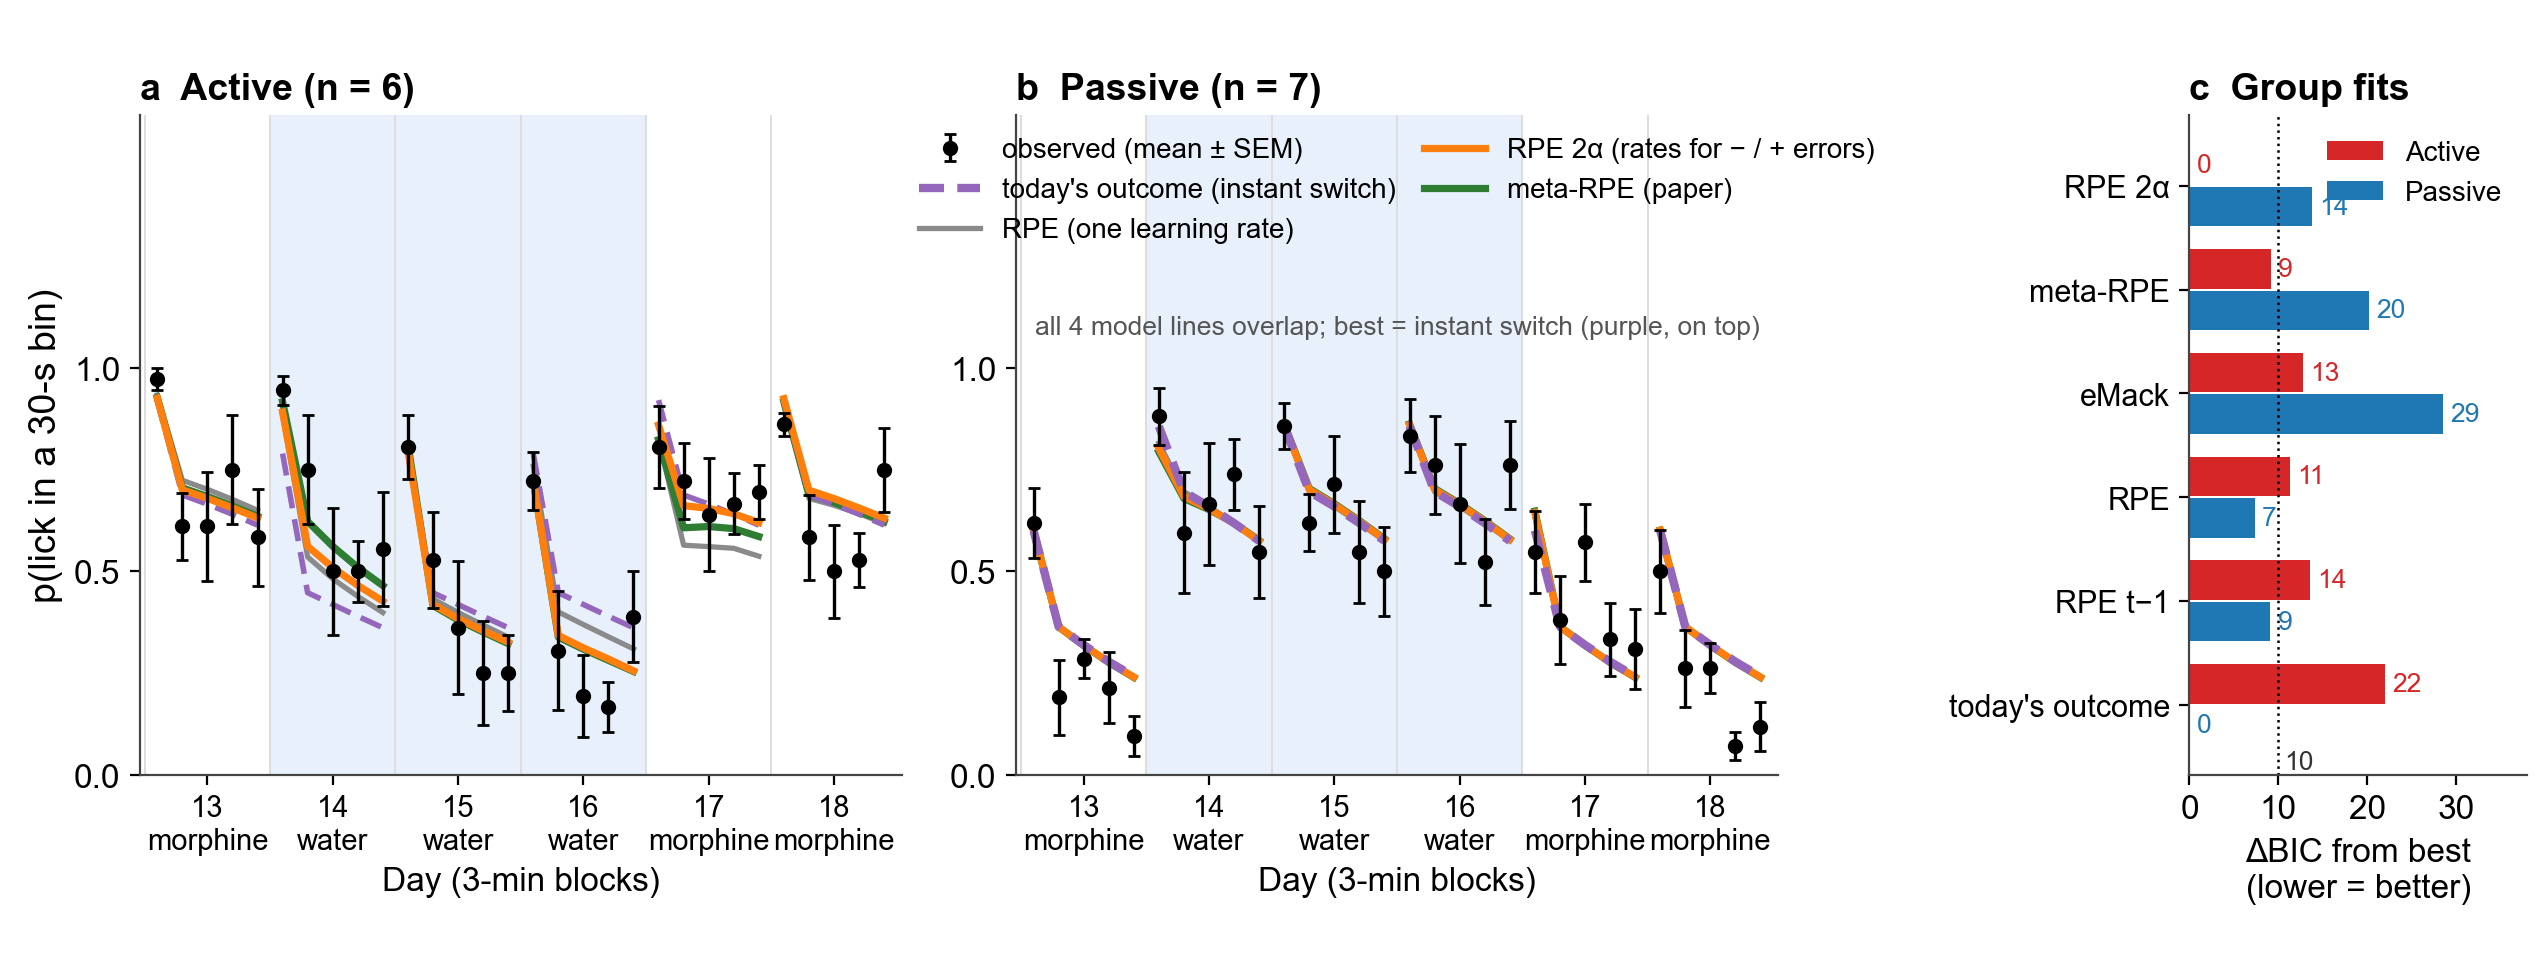 a  Active (n = 6)
p(lick in a 30-s bin)
1.0
0.5
0.0
13
morphine
14
water
15
water
16
water
17
morphine
18
morphine
Day (3-min blocks)
b  Passive (n = 7)
observed (mean ± SEM)
today's outcome (instant switch)
RPE (one learning rate)
RPE 2α (rates for − / + errors)
meta-RPE (paper)
all 4 model lines overlap; best = instant switch (purple, on top)
1.0
0.5
0.0
13
morphine
14
water
15
water
16
water
17
morphine
18
morphine
Day (3-min blocks)
c  Group fits
Active
Passive
RPE 2α
0
14
meta-RPE
9
20
eMack
13
29
RPE
11
7
RPE t−1
14
9
today's outcome
22
0
10
0
10
20
30
ΔBIC from best
(lower = better)